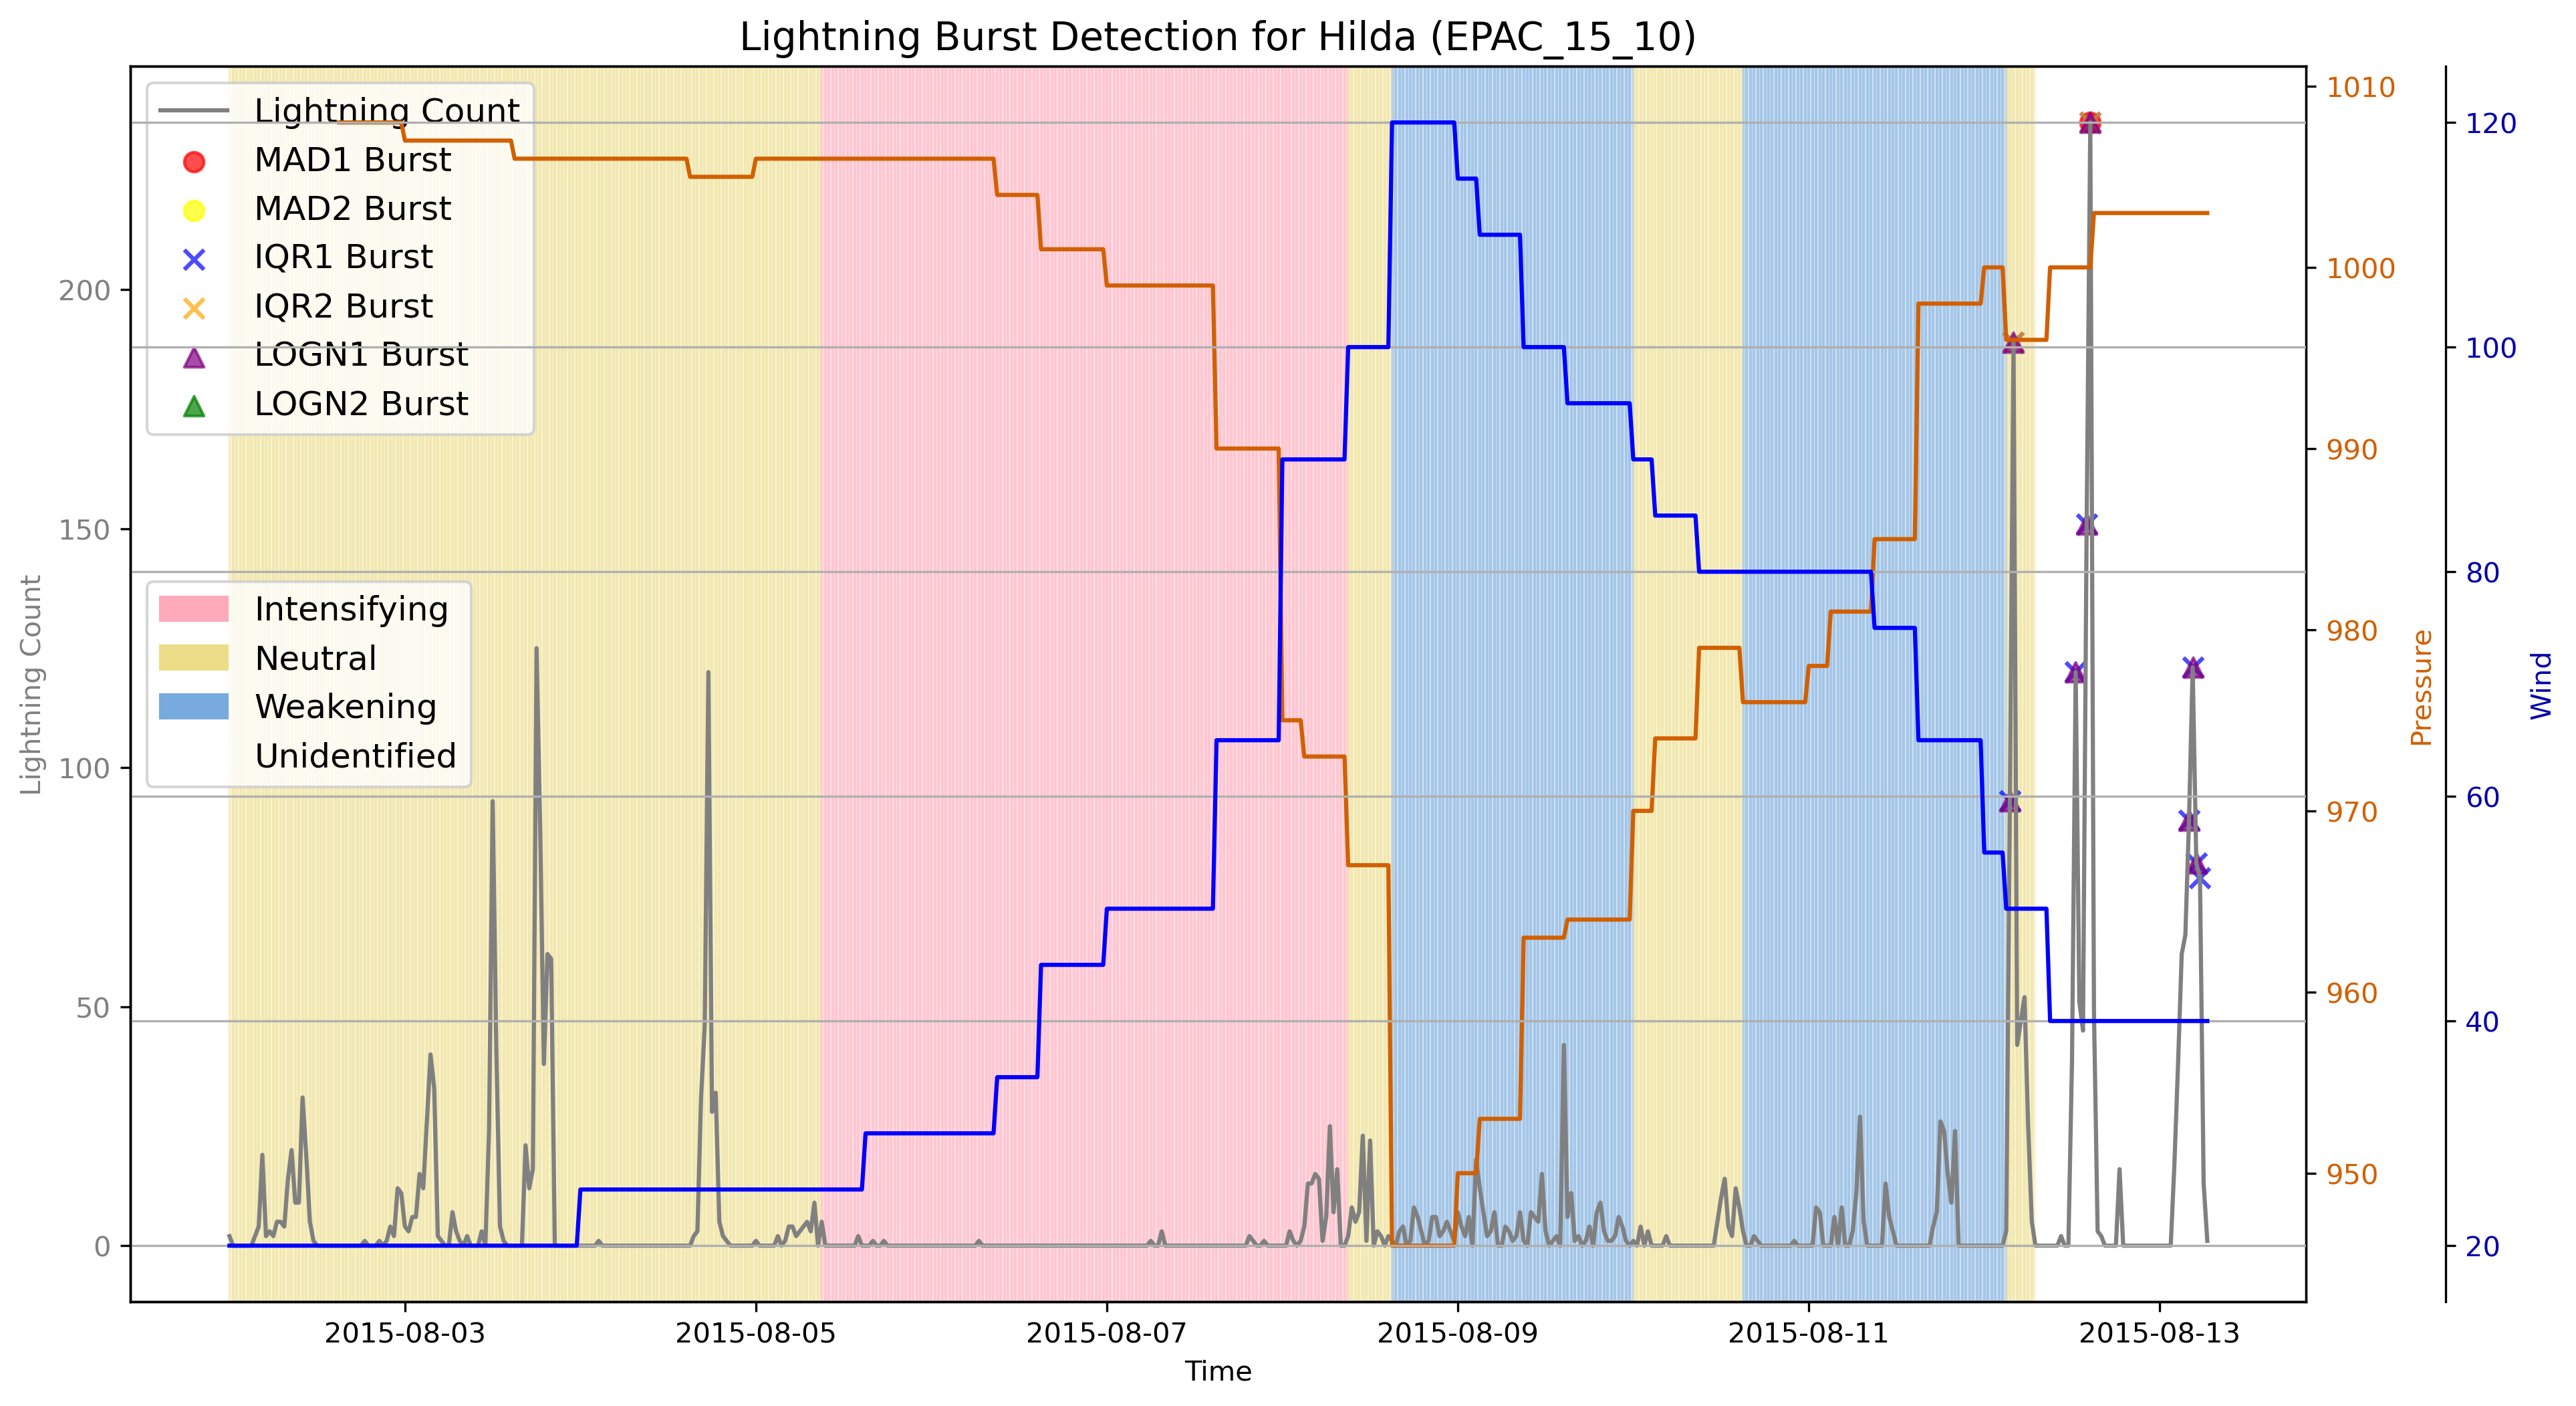 Lightning Burst Detection for Hilda (EPAC_15_10)
Lightning Count
MAD1 Burst
MAD2 Burst
IQR1 Burst
IQR2 Burst
LOGN1 Burst
LOGN2 Burst
Intensifying
Neutral
Weakening
Unidentified
Lightning Count
200
150
100
50
0
1010
1000
990
980
970
960
950
Pressure
120
100
80
60
40
20
Wind
2015-08-03
2015-08-05
2015-08-07
2015-08-09
2015-08-11
2015-08-13
Time